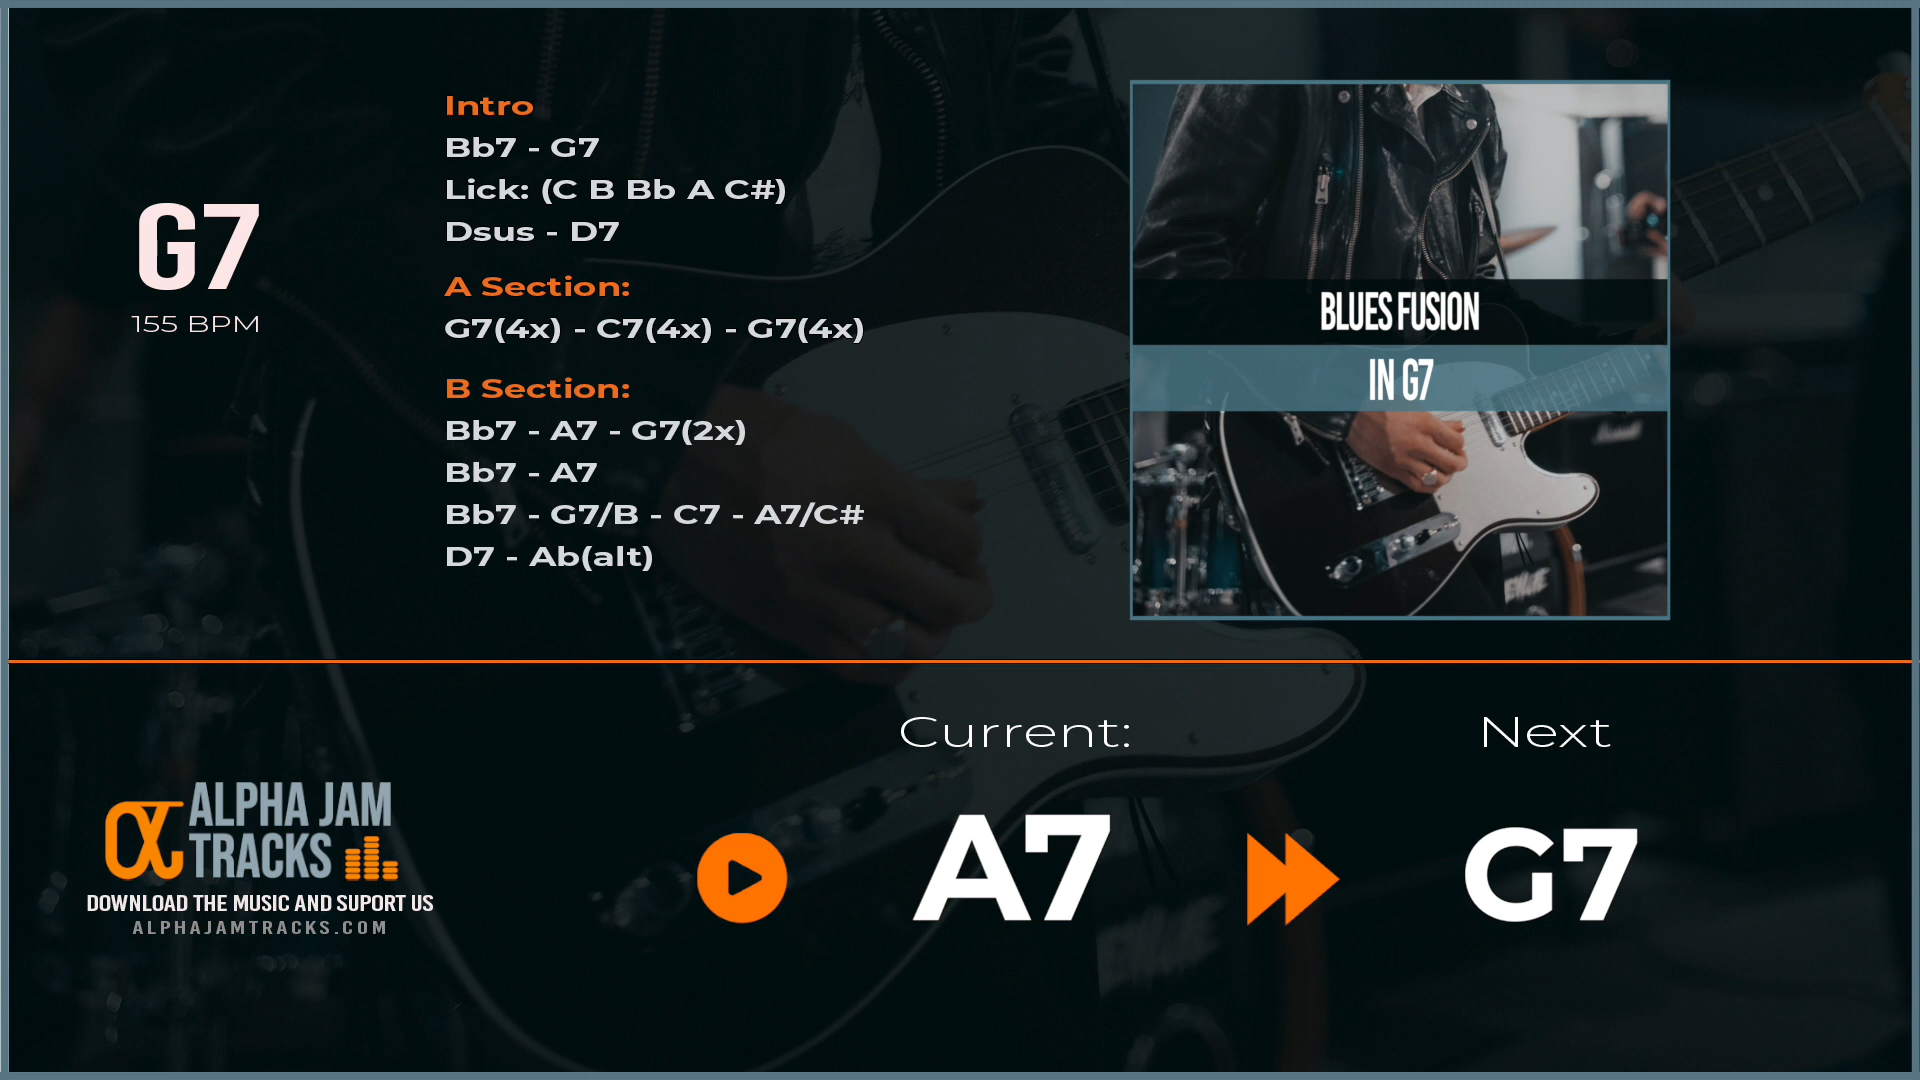 G7
155 BPM
Intro
Bb7 - G7
Lick: (C B Bb A C#)
Dsus - D7
A Section:
G7(4x) - C7(4x) - G7(4x)
B Section:
Bb7 - A7 - G7(2x)
Bb7 - A7
Bb7 - G7/B - C7 - A7/C#
D7 - Ab(alt)
BLUES FUSION
IN G7
Marshall
Current:
Next
A7
G7
ALPHA JAM
TRACKS
DOWNLOAD THE MUSIC AND SUPORT US
ALPHAJAMTRACKS.COM